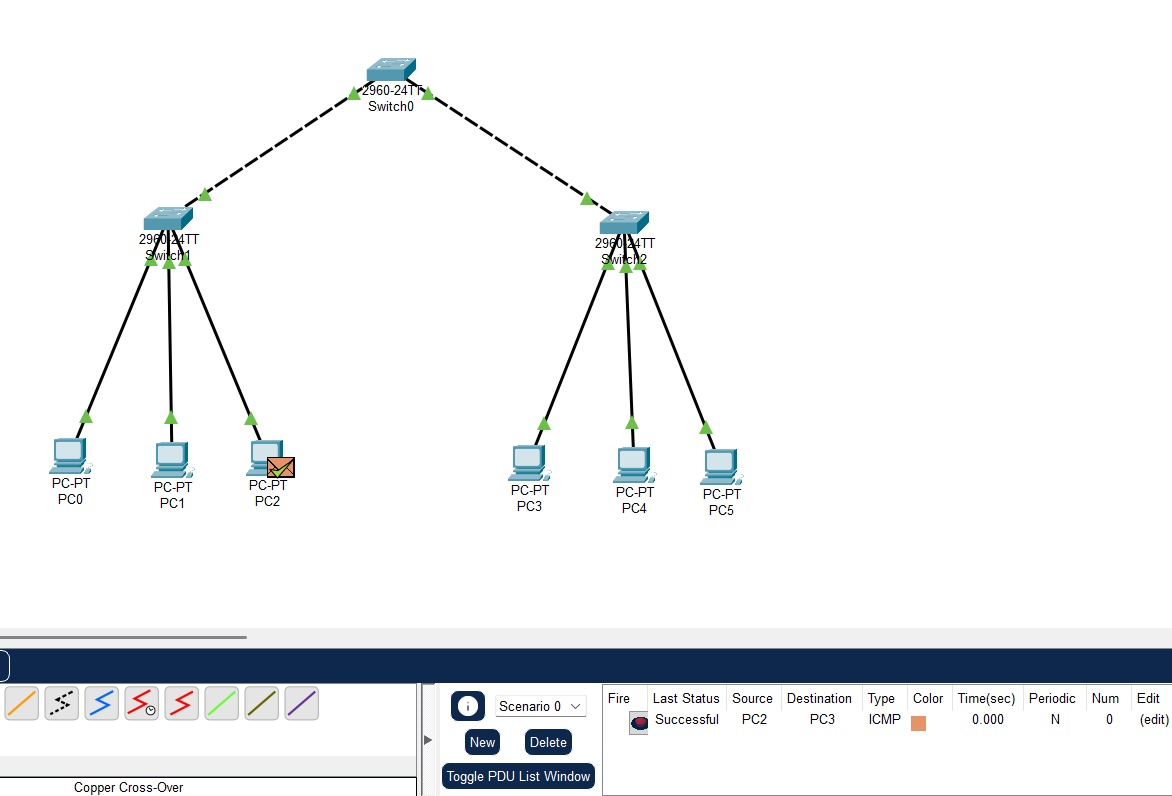 2960-24TT
Switch0
2960-24TT
Switch1
2960-24TT
Switch2
PC-PT
PC0
PC-PT
PC1
PC-PT
PC2
PC-PT
PC3
PC-PT
PC4
PC-PT
PC5
Scenario 0
New
Delete
Toggle PDU List Window
Fire Last Status Source Destination Type Color Time(sec) Periodic Num Edit
Successful PC2 PC3 ICMP 0.000 N 0 (edit)
Copper Cross-Over